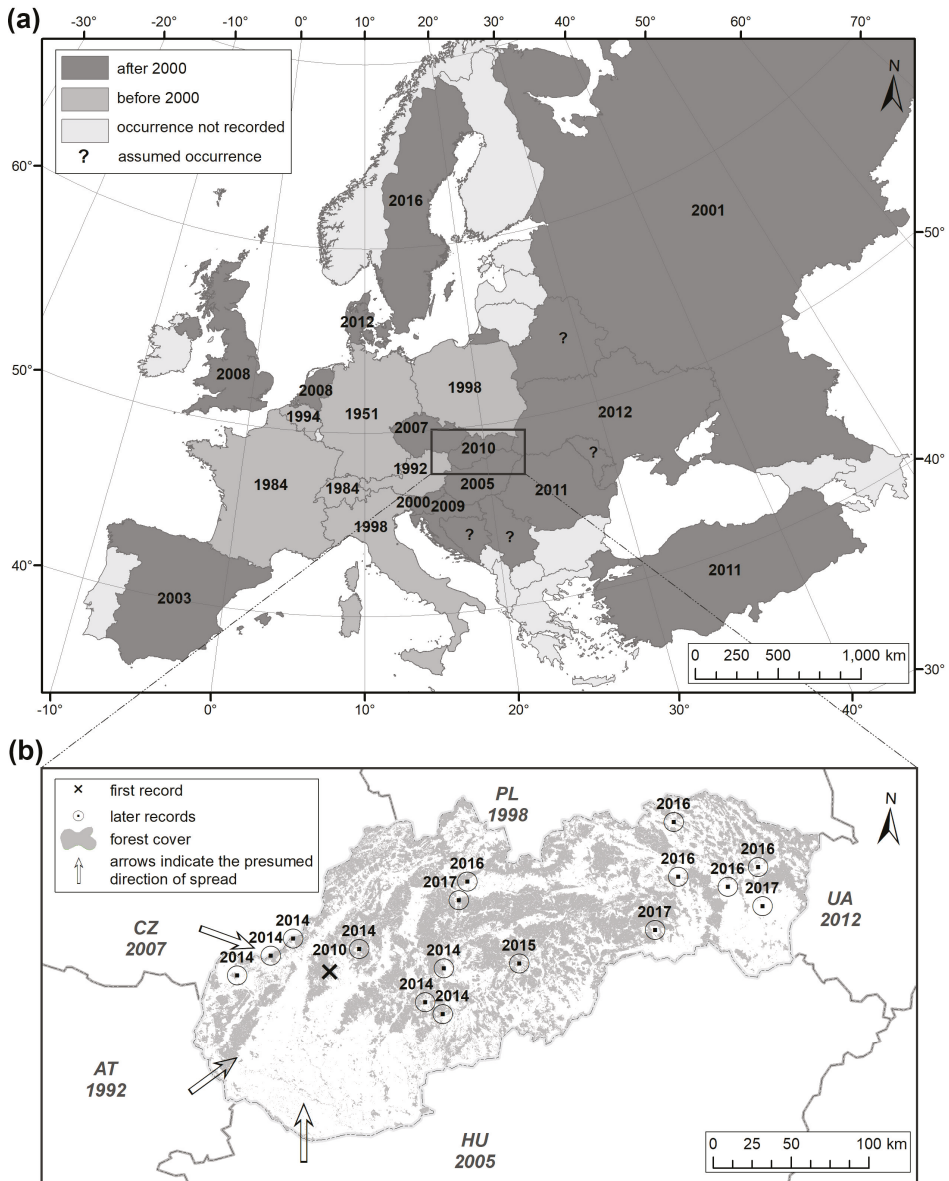 (a)
-30° -20° -10° 0° 10° 20° 30° 40° 50° 60° 70°
after 2000
before 2000
occurrence not recorded
? assumed occurrence
N
60°
50°
40°
50°
40°
30°
2016
2001
2012
?
2008
2008
1998
1994
1951
2012
2007
2010
?
1992
1984
1984
2005
2011
2000
2009
1998
?
?
2011
2003
0 250 500 1,000 km
-10° 0° 10° 20° 30° 40°
(b)
first record
later records
forest cover
arrows indicate the presumed
direction of spread
N
PL
1998
2016
2016
2016
2016
2017
2016
2017
UA
2012
CZ
2007
2014
2014
2014
2010
2014
2017
2014
2015
2014
2014
AT
1992
HU
2005
0 25 50 100 km